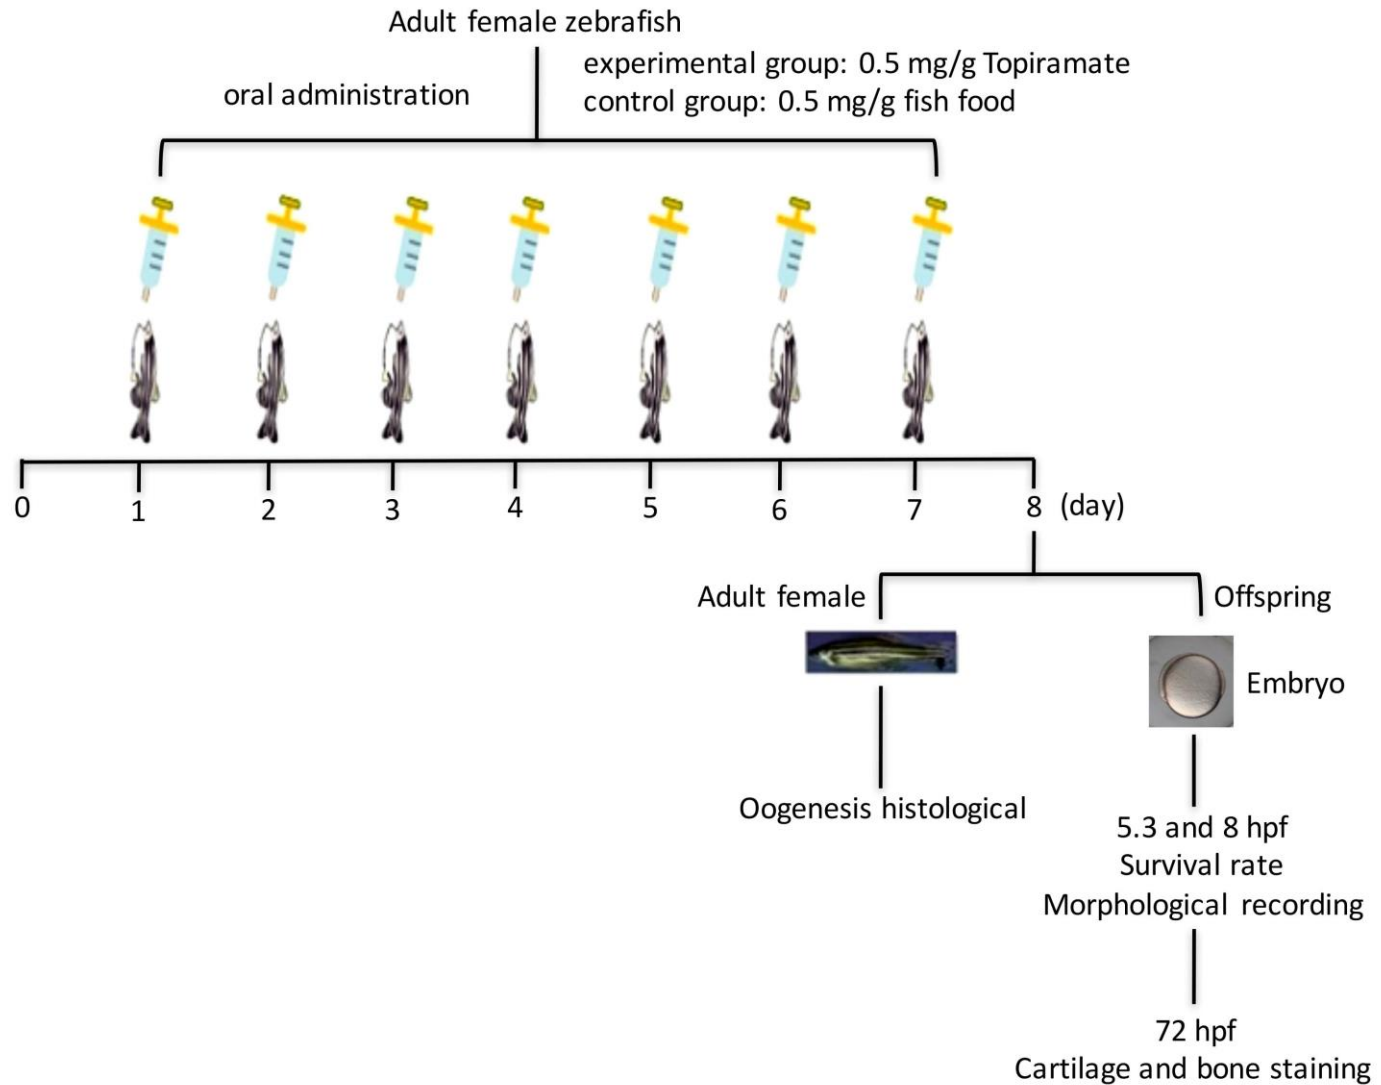 Adult female zebrafish
oral administration
experimental group: 0.5 mg/g Topiramate
control group: 0.5 mg/g fish food
0 1 2 3 4 5 6 7 8 (day)
Adult female
Offspring
Embryo
Oogenesis histological
5.3 and 8 hpf
Survival rate
Morphological recording
72 hpf
Cartilage and bone staining